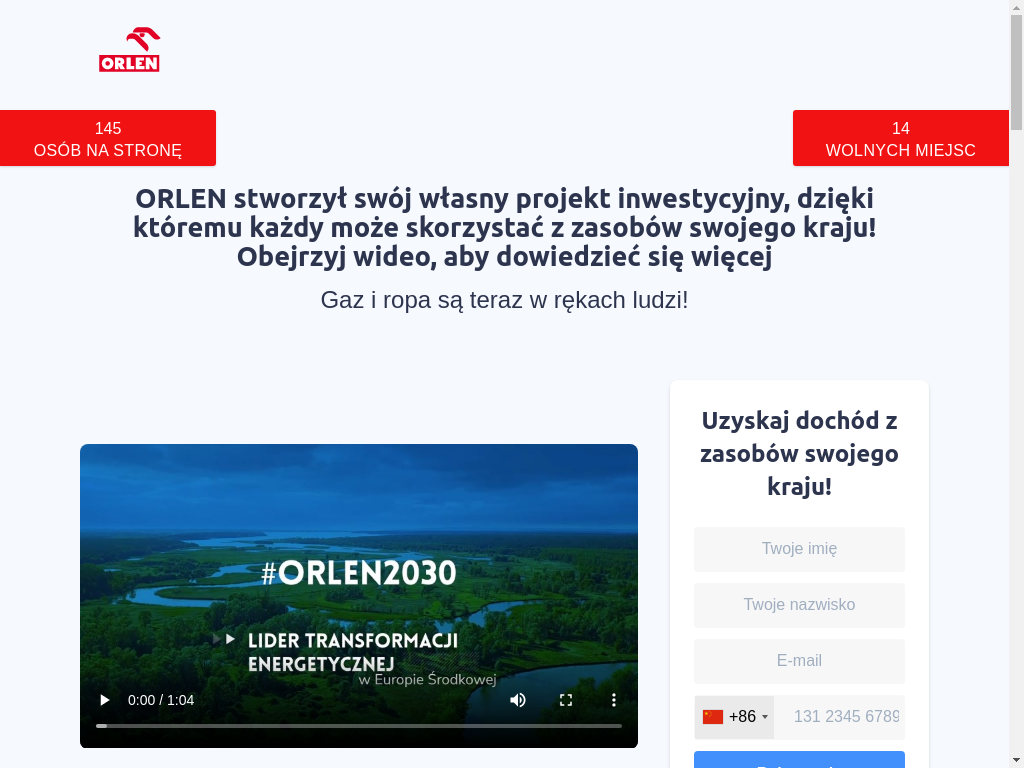 ORLEN
145
OSÓB NA STRONĘ
14
WOLNYCH MIEJSC
ORLEN stworzył swój własny projekt inwestycyjny, dzięki
któremu każdy może skorzystać z zasobów swojego kraju!
Obejrzyj wideo, aby dowiedzieć się więcej
Gaz i ropa są teraz w rękach ludzi!
#ORLEN2030
LIDER TRANSFORMACJI
ENERGETYCZNEJ
w Europie Środkowej
0:00 / 1:04
Uzyskaj dochód z
zasobów swojego
kraju!
Twoje imię
Twoje nazwisko
E-mail
+86 131 2345 6789